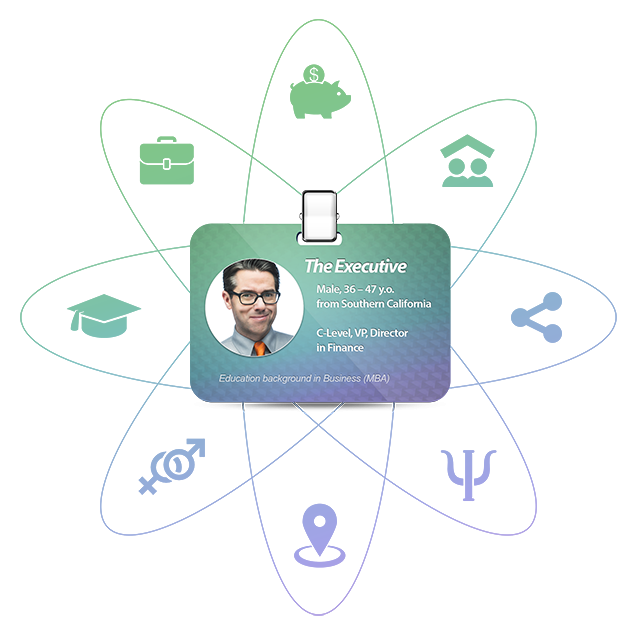 $
The Executive
Male, 36 – 47 y.o.
from Southern California
C-Level, VP, Director
in Finance
Education background in Business (MBA)
Ψ